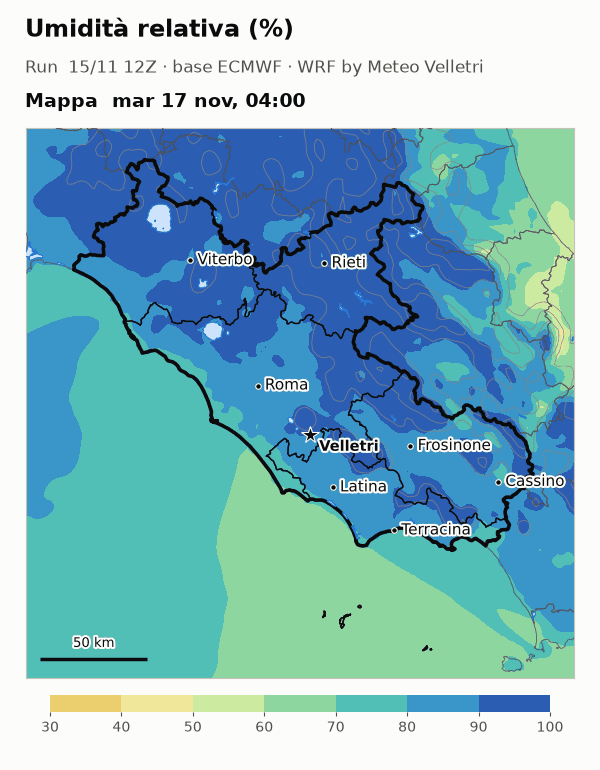 Umidità relativa (%)
Run  15/11 12Z · base ECMWF · WRF by Meteo Velletri
Mappa  mar 17 nov, 04:00
Viterbo
Rieti
Roma
Velletri
Frosinone
Latina
Cassino
Terracina
50 km
30 40 50 60 70 80 90 100